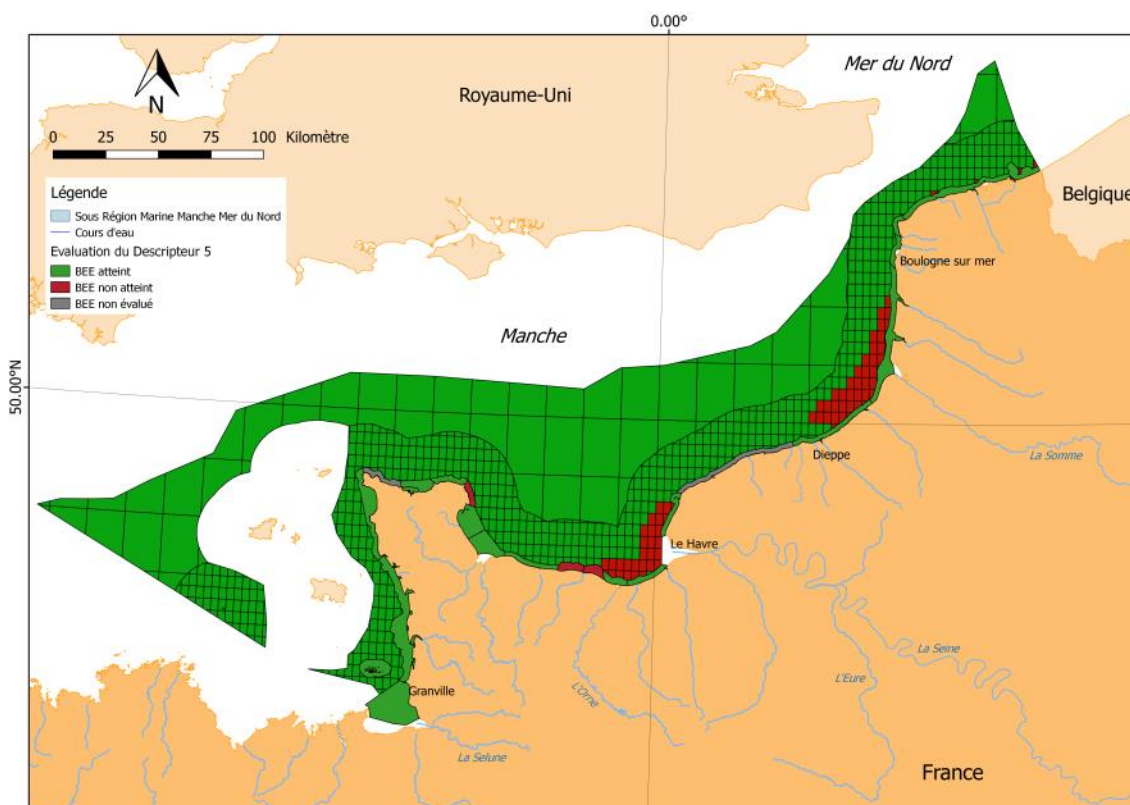 0.00°
Mer du Nord
N
Royaume-Uni
0 25 50 75 100 Kilomètre
Légende
Sous Région Marine Manche Mer du Nord
Cours d'eau
Evaluation du Descripteur 5
BEE atteint
BEE non atteint
BEE non évalué
Belgique
Boulogne sur mer
Manche
50.00°N
Dieppe
La Somme
Le Havre
La Seine
L'Eure
L'Orne
Granville
La Selune
France